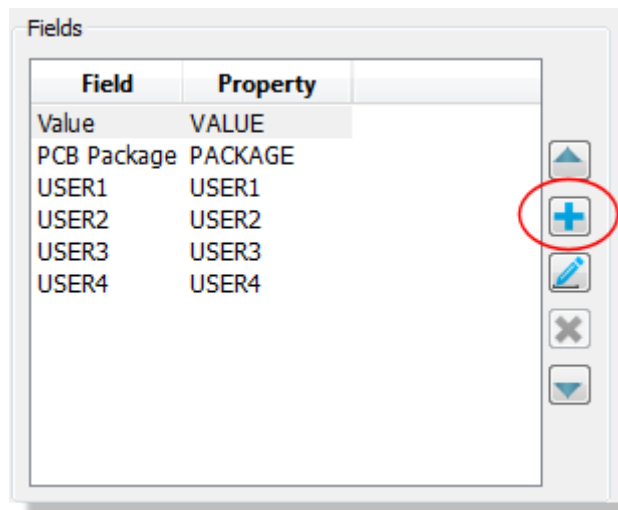 Fields
Field Property
Value VALUE
PCB Package PACKAGE
USER1 USER1
USER2 USER2
USER3 USER3
USER4 USER4